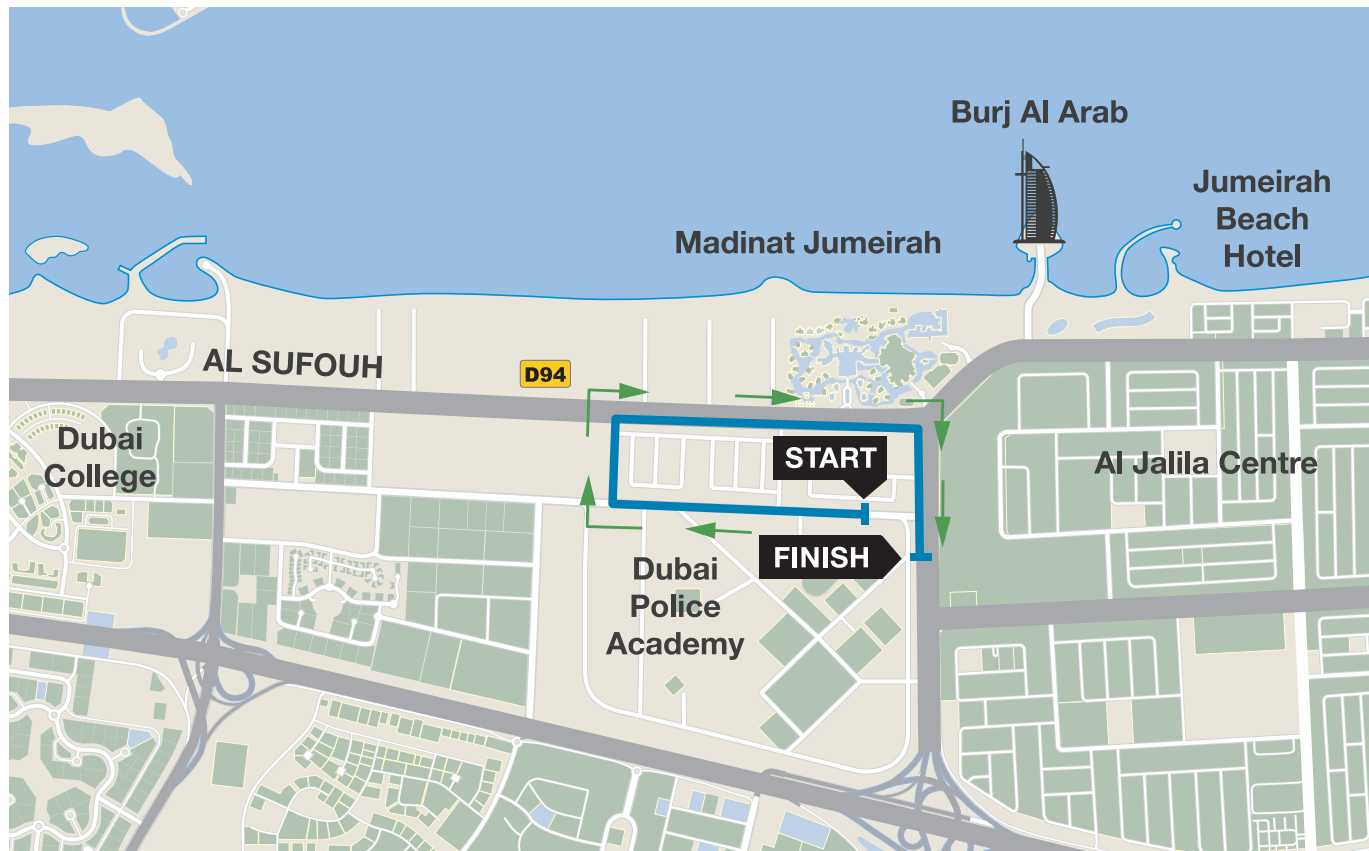 Burj Al Arab
Jumeirah
Beach
Hotel
Madinat Jumeirah
AL SUFOUH
D94
Dubai
College
START
Al Jalila Centre
FINISH
Dubai
Police
Academy